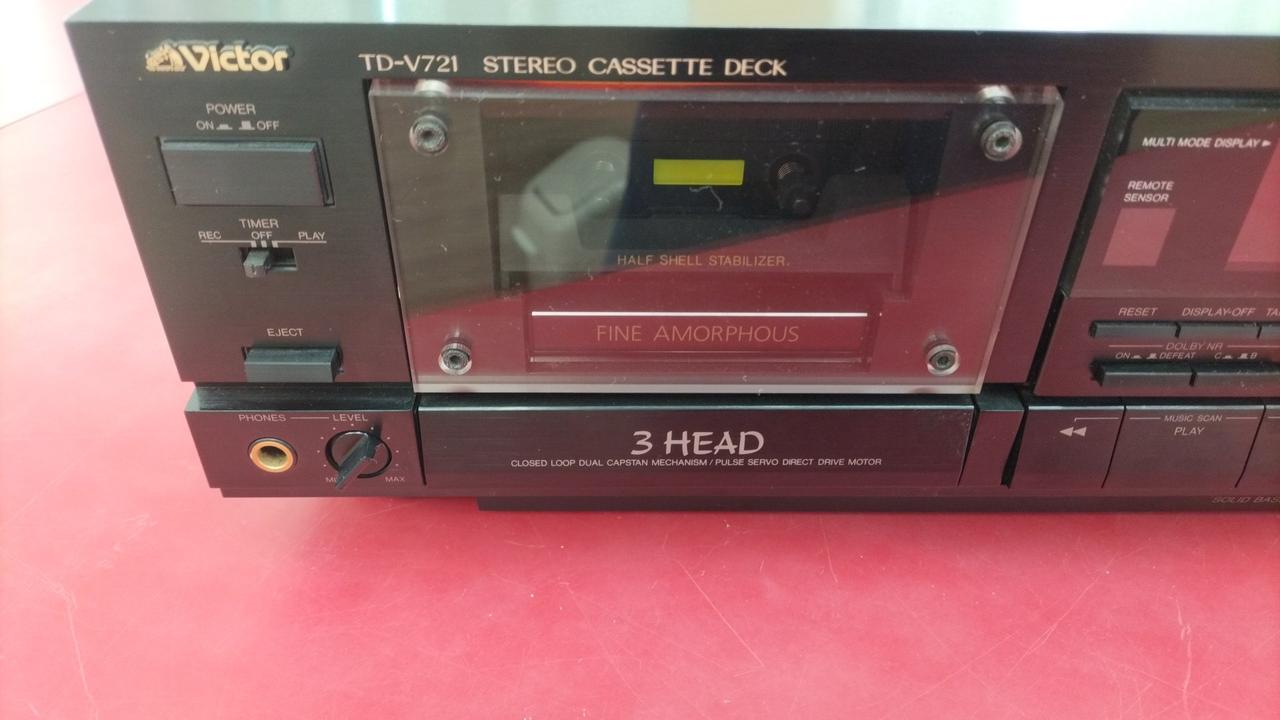 Victor
TD-V721 STEREO CASSETTE DECK
POWER
ON OFF
TIMER
REC OFF PLAY
EJECT
PHONES LEVEL
MAX
HALF SHELL STABILIZER.
FINE AMORPHOUS
3 HEAD
CLOSED LOOP DUAL CAPSTAN MECHANISM / PULSE SERVO DIRECT DRIVE MOTOR
MULTI MODE DISPLAY ▶
REMOTE
SENSOR
RESET DISPLAY-OFF
DOLBY NR
ON DEFEAT C B
◀◀
MUSIC SCAN
PLAY
SOLID